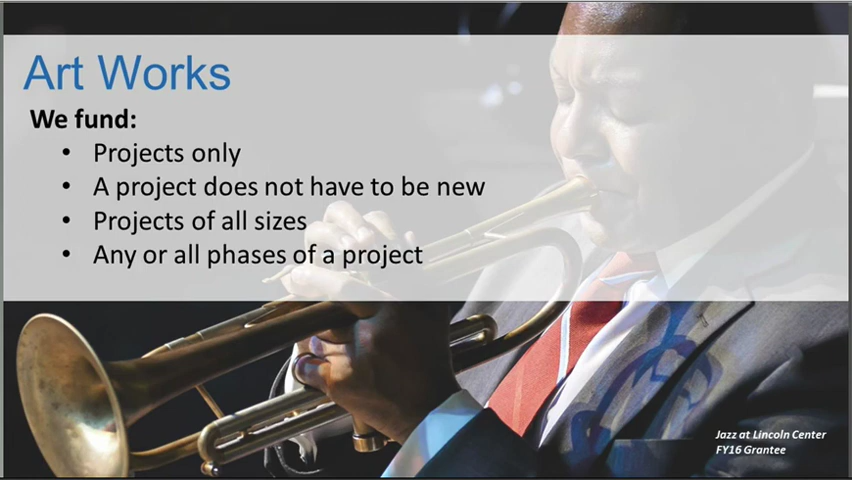 Art Works
We fund:
• Projects only
• A project does not have to be new
• Projects of all sizes
• Any or all phases of a project
Jazz at Lincoln Center
FY16 Grantee